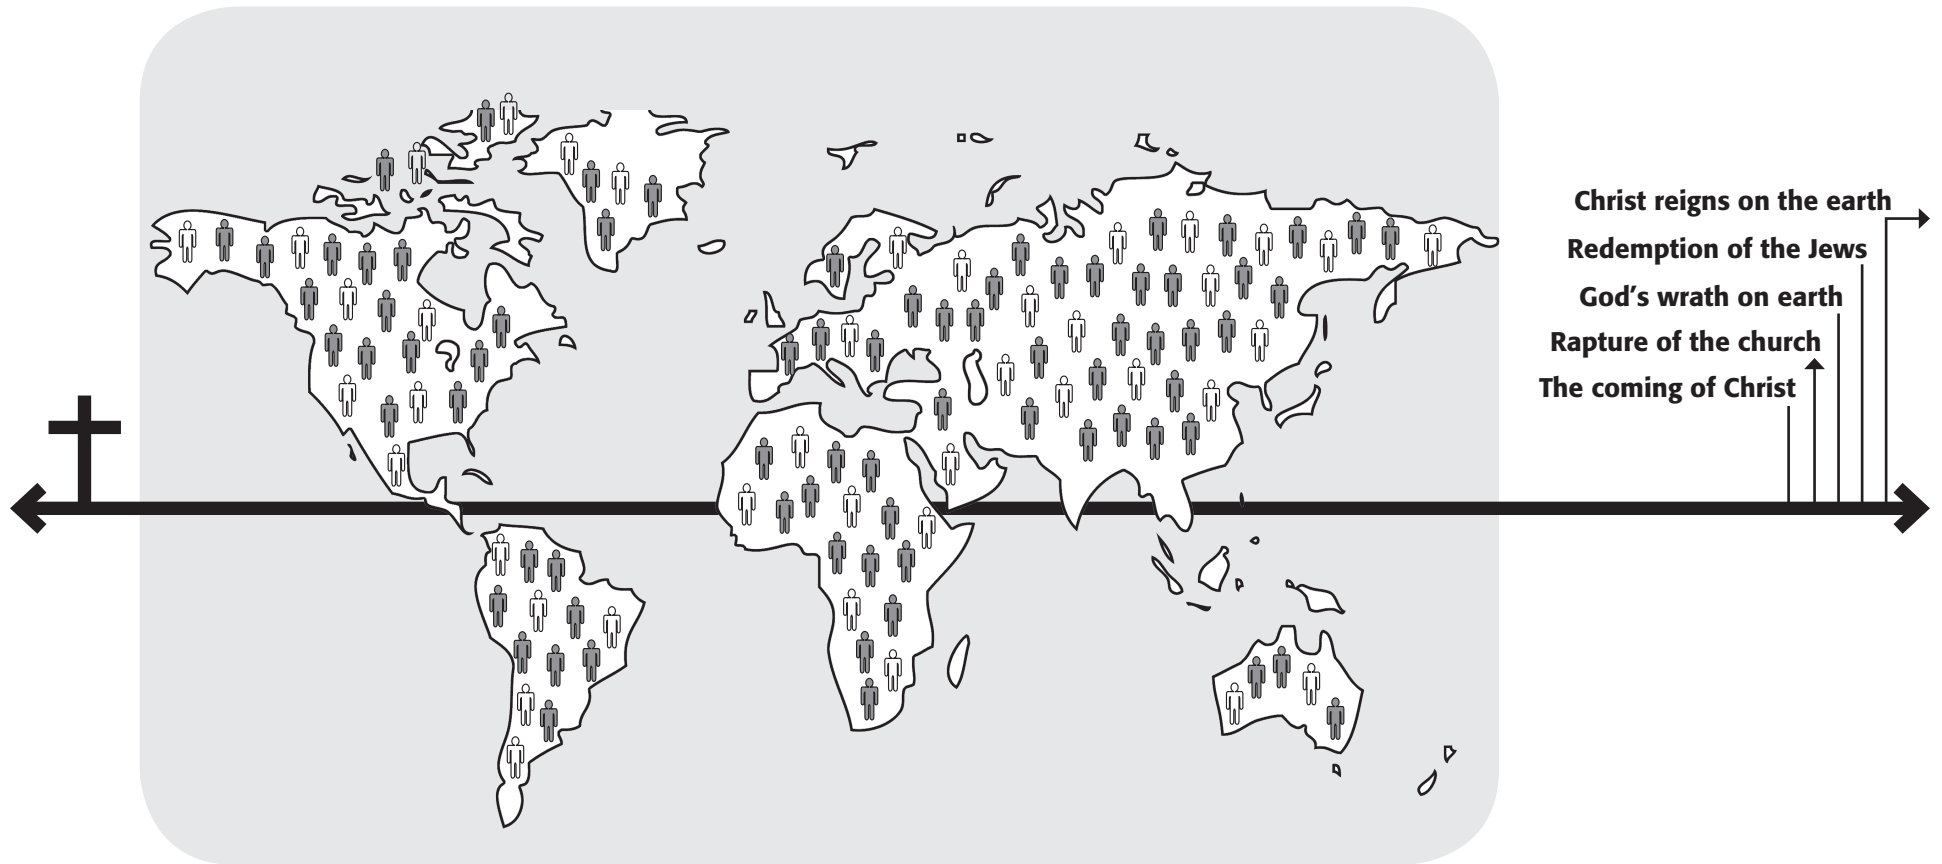 Christ reigns on the earth
Redemption of the Jews
God’s wrath on earth
Rapture of the church
The coming of Christ